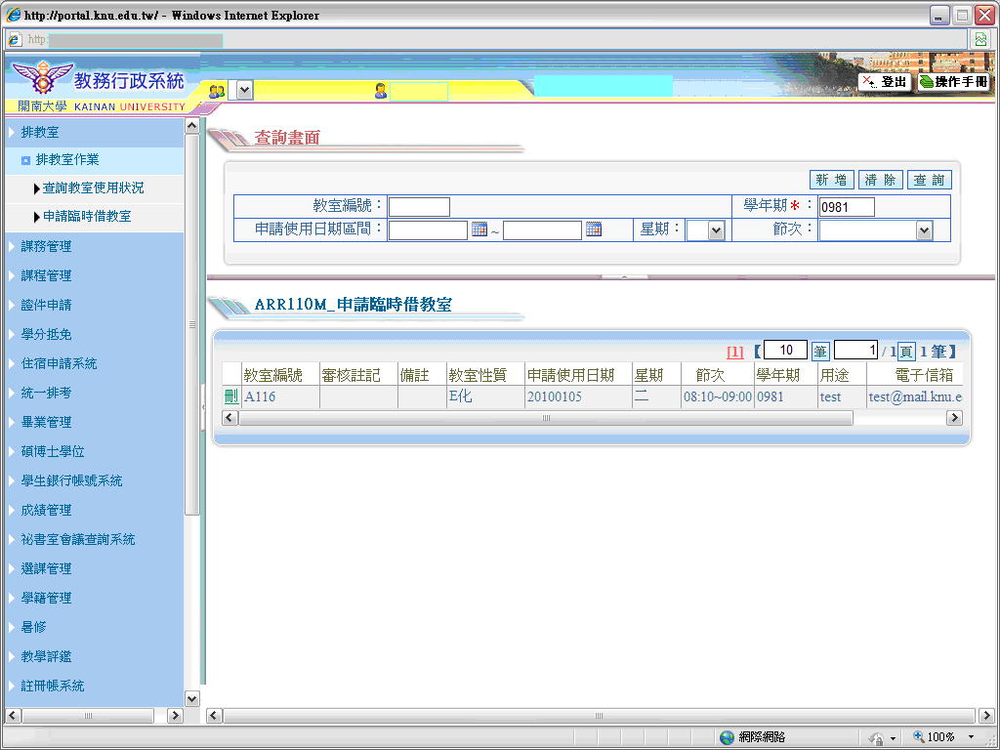 http://portal.knu.edu.tw/ - Windows Internet Explorer
http:
教務行政系統
開南大學 KAINAN UNIVERSITY
登出 操作手冊
排教室
排教室作業
查詢教室使用狀況
申請臨時借教室
課務管理
課程管理
證件申請
學分抵免
住宿申請系統
統一排考
畢業管理
碩博士學位
學生銀行帳號系統
成績管理
祕書室會議查詢系統
選課管理
學籍管理
暑修
教學評鑑
註冊帳系統
查詢畫面
新 增 清 除 查 詢
教室編號： 學年期*： 0981
申請使用日期區間： ~ 星期： 節次：
ARR110M_申請臨時借教室
[1] 【 10 筆 1 / 1 頁 1 筆】
教室編號 審核註記 備註 教室性質 申請使用日期 星期 節次 學年期 用途 電子信箱
刪 A116 E化 20100105 二 08:10~09:00 0981 test test@mail.knu.e
網際網路 100%